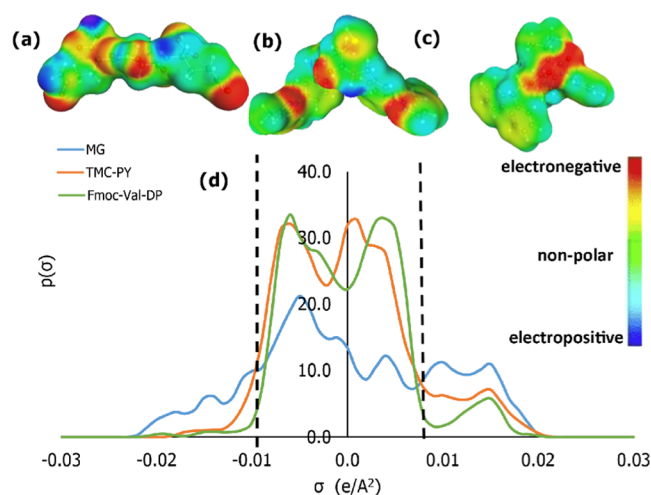 (a)
(b)
(c)
MG
TMC-PY
Fmoc-Val-DP
(d)
electronegative
non-polar
electropositive
p(σ)
40.0
30.0
20.0
10.0
0.0
-0.03
-0.02
-0.01
0.0
0.01
0.02
0.03
σ (e/A²)